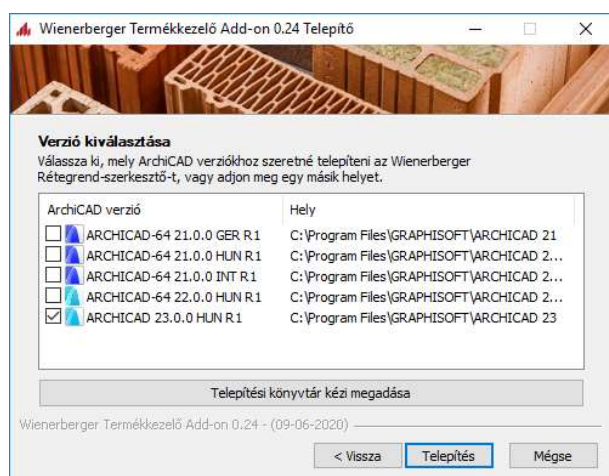 Wienerberger Termékkezelő Add-on 0.24 Telepítő
Verzió kiválasztása
Válassza ki, mely ArchiCAD verziókhoz szeretné telepíteni az Wienerberger
Rétegrend-szerkesztő-t, vagy adjon meg egy másik helyet.
ArchiCAD verzió Hely
ARCHICAD-64 21.0.0 GER R1 C:\Program Files\GRAPHISOFT\ARCHICAD 21
ARCHICAD-64 21.0.0 HUN R1 C:\Program Files\GRAPHISOFT\ARCHICAD 2...
ARCHICAD-64 21.0.0 INT R1 C:\Program Files\GRAPHISOFT\ARCHICAD 2...
ARCHICAD-64 22.0.0 HUN R1 C:\Program Files\GRAPHISOFT\ARCHICAD 2...
ARCHICAD 23.0.0 HUN R1 C:\Program Files\GRAPHISOFT\ARCHICAD 23
Telepítési könyvtár kézi megadása
Wienerberger Termékkezelő Add-on 0.24 - (09-06-2020)
< Vissza Telepítés Mégse